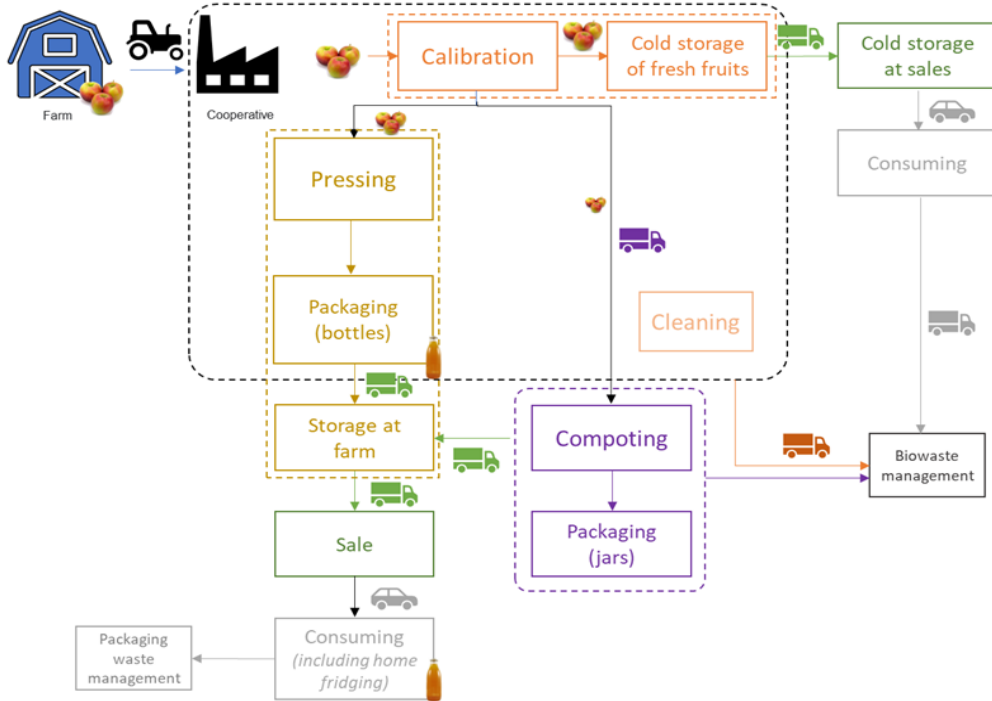 Farm
Cooperative
Calibration
Cold storage
of fresh fruits
Cold storage
at sales
Consuming
Pressing
Packaging
(bottles)
Cleaning
Storage at
farm
Compoting
Biowaste
management
Sale
Packaging
(jars)
Consuming
(including home
fridging)
Packaging
waste
management